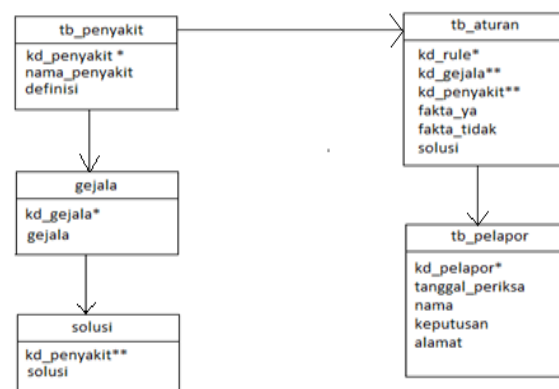 tb_penyakit
kd_penyakit *
nama_penyakit
definisi
tb_aturan
kd_rule*
kd_gejala**
kd_penyakit**
fakta_ya
fakta_tidak
solusi
gejala
kd_gejala*
gejala
tb_pelapor
kd_pelapor*
tanggal_periksa
nama
keputusan
alamat
solusi
kd_penyakit**
solusi